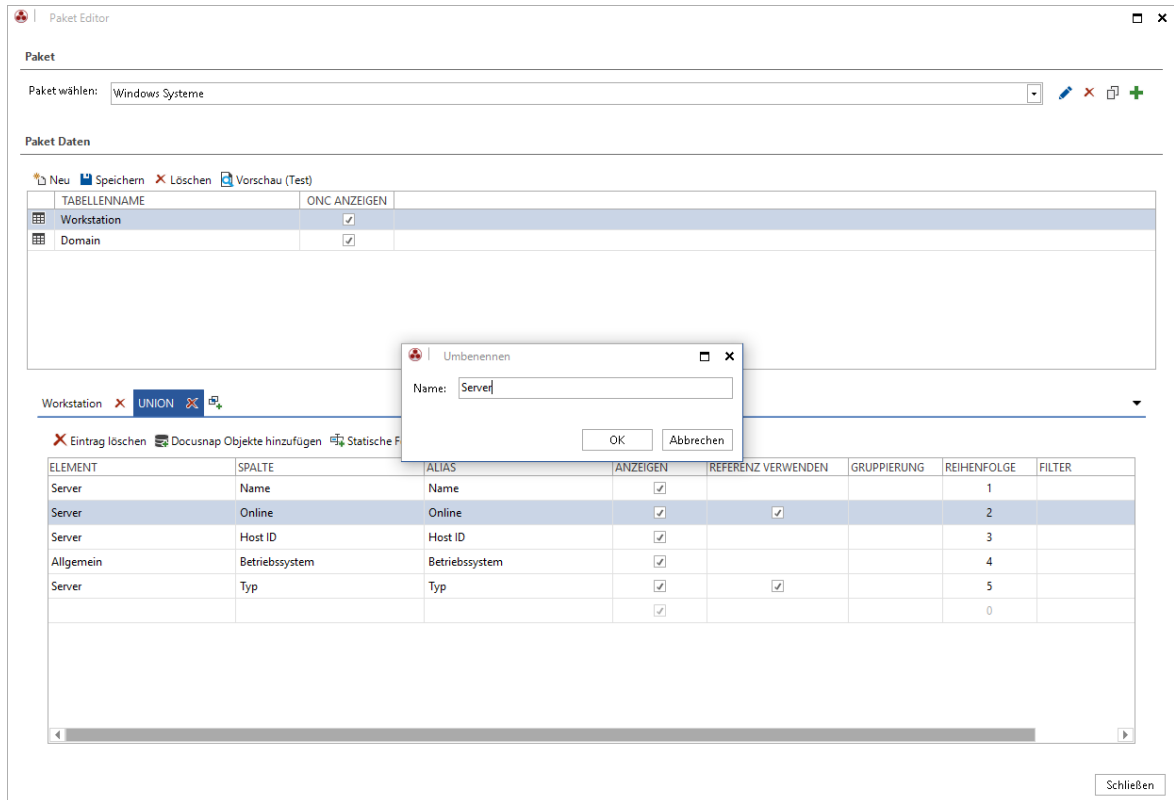 Paket Editor
Paket
Paket wählen: Windows Systeme
Paket Daten
Neu Speichern Löschen Vorschau (Test)
TABELLENNAME ONC ANZEIGEN
Workstation
Domain
Umbenennen
Name: Server
OK Abbrechen
Workstation UNION
Eintrag löschen Docusnap Objekte hinzufügen Statische F
ELEMENT SPALTE ALIAS ANZEIGEN REFERENZ VERWENDEN GRUPPIERUNG REIHENFOLGE FILTER
Server Name Name 1
Server Online Online 2
Server Host ID Host ID 3
Allgemein Betriebssystem Betriebssystem 4
Server Typ Typ 5
0
Schließen